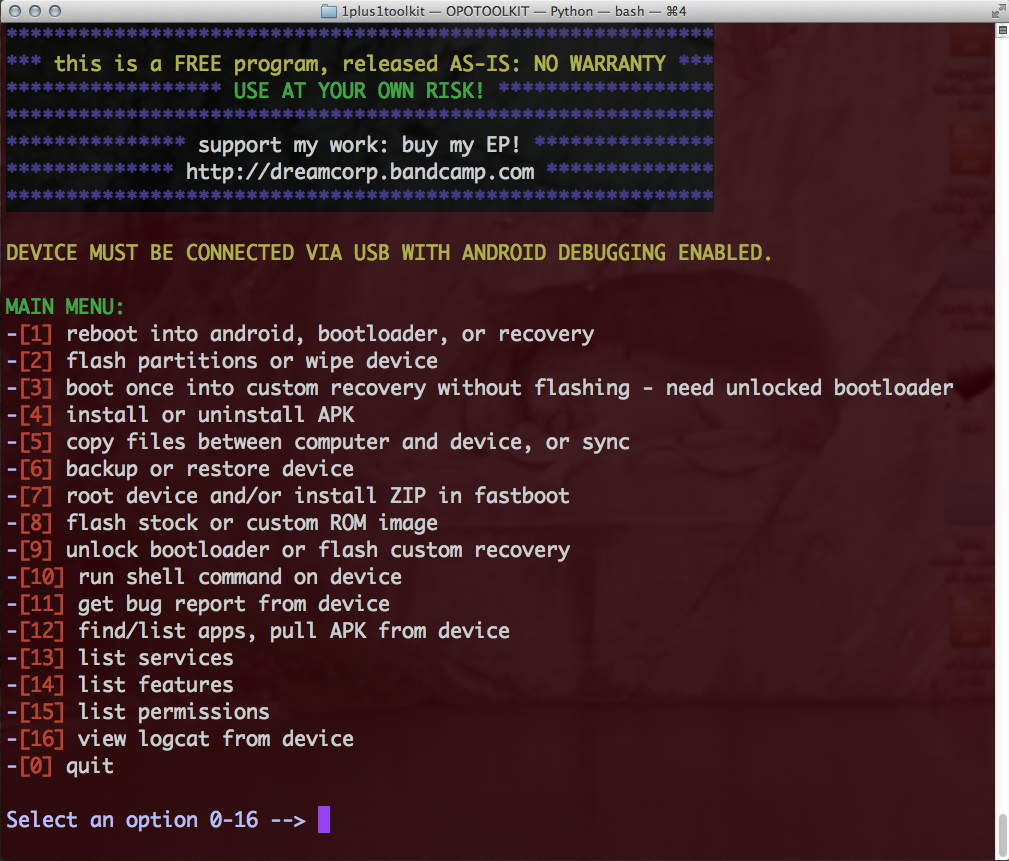 1plus1toolkit — OPOTOOLKIT — Python — bash — ⌘4
***********************************************************
*** this is a FREE program, released AS-IS: NO WARRANTY ***
****************** USE AT YOUR OWN RISK! ******************
***********************************************************
*************** support my work: buy my EP! ***************
************** http://dreamcorp.bandcamp.com **************
***********************************************************
DEVICE MUST BE CONNECTED VIA USB WITH ANDROID DEBUGGING ENABLED.
MAIN MENU:
-[1] reboot into android, bootloader, or recovery
-[2] flash partitions or wipe device
-[3] boot once into custom recovery without flashing - need unlocked bootloader
-[4] install or uninstall APK
-[5] copy files between computer and device, or sync
-[6] backup or restore device
-[7] root device and/or install ZIP in fastboot
-[8] flash stock or custom ROM image
-[9] unlock bootloader or flash custom recovery
-[10] run shell command on device
-[11] get bug report from device
-[12] find/list apps, pull APK from device
-[13] list services
-[14] list features
-[15] list permissions
-[16] view logcat from device
-[0] quit
Select an option 0-16 -->